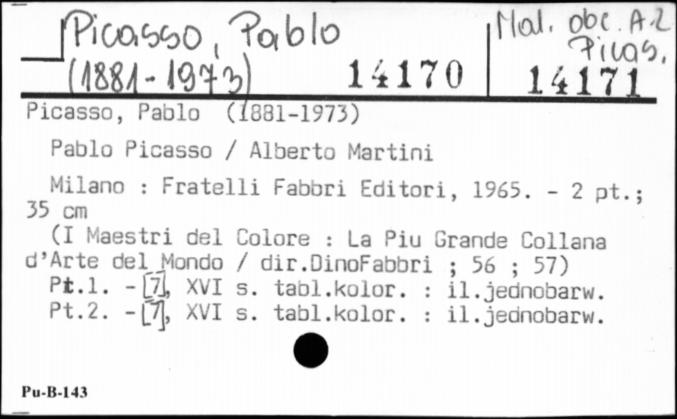 Picasso, Pablo
(1881-1973)
14170
Mal. obc. A-Z
Picas.
14171
Picasso, Pablo (1881-1973)
Pablo Picasso / Alberto Martini
Milano : Fratelli Fabbri Editori, 1965. - 2 pt.;
35 cm
(I Maestri del Colore : La Piu Grande Collana
d'Arte del Mondo / dir.DinoFabbri ; 56 ; 57)
Pt.1. - [7], XVI s. tabl.kolor. : il.jednobarw.
Pt.2. - [7], XVI s. tabl.kolor. : il.jednobarw.
Pu-B-143